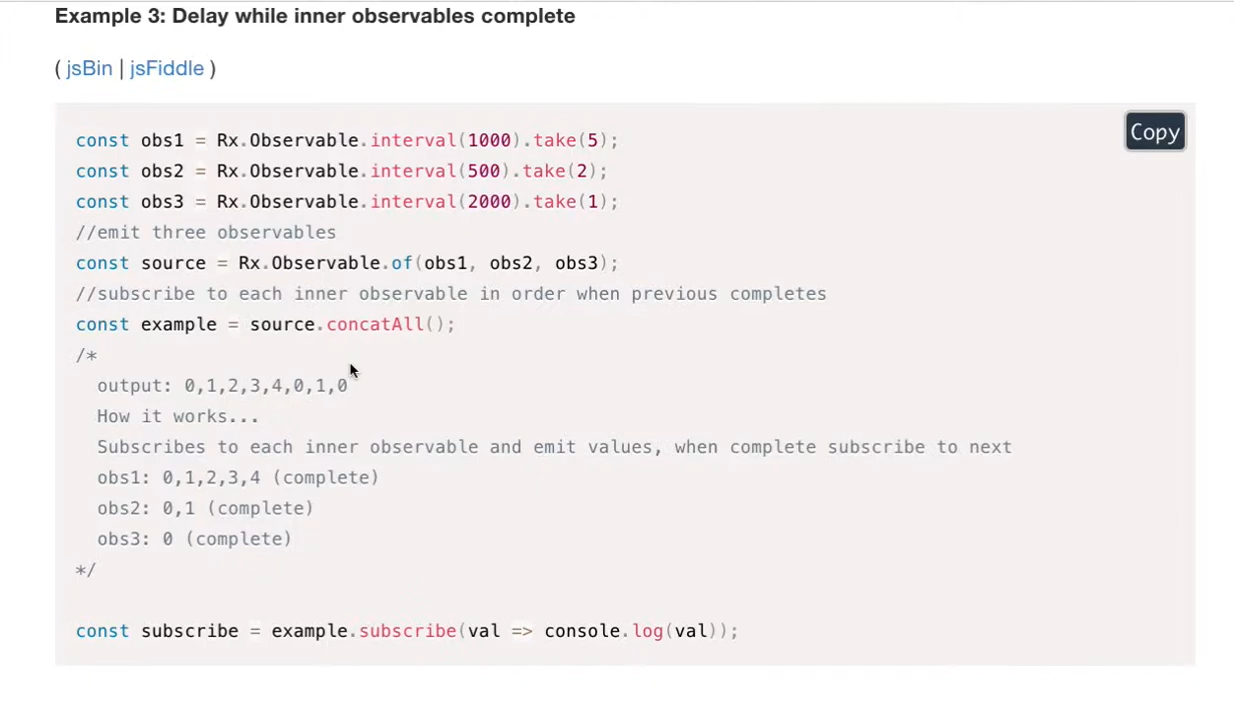 Example 3: Delay while inner observables complete
( jsBin | jsFiddle )
Copy
const obs1 = Rx.Observable.interval(1000).take(5);
const obs2 = Rx.Observable.interval(500).take(2);
const obs3 = Rx.Observable.interval(2000).take(1);
//emit three observables
const source = Rx.Observable.of(obs1, obs2, obs3);
//subscribe to each inner observable in order when previous completes
const example = source.concatAll();
/*
  output: 0,1,2,3,4,0,1,0
  How it works...
  Subscribes to each inner observable and emit values, when complete subscribe to next
  obs1: 0,1,2,3,4 (complete)
  obs2: 0,1 (complete)
  obs3: 0 (complete)
*/
const subscribe = example.subscribe(val => console.log(val));